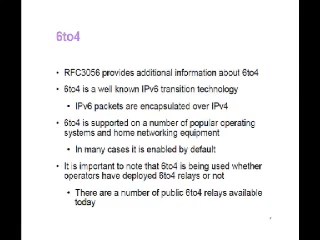 6to4
• RFC3056 provides additional information about 6to4
• 6to4 is a well known IPv6 transition technology
• IPv6 packets are encapsulated over IPv4
• 6to4 is supported on a number of popular operating
systems and home networking equipment
• In many cases it is enabled by default
• It is important to note that 6to4 is being used whether
operators have deployed 6to4 relays or not
• There are a number of public 6to4 relays available
today